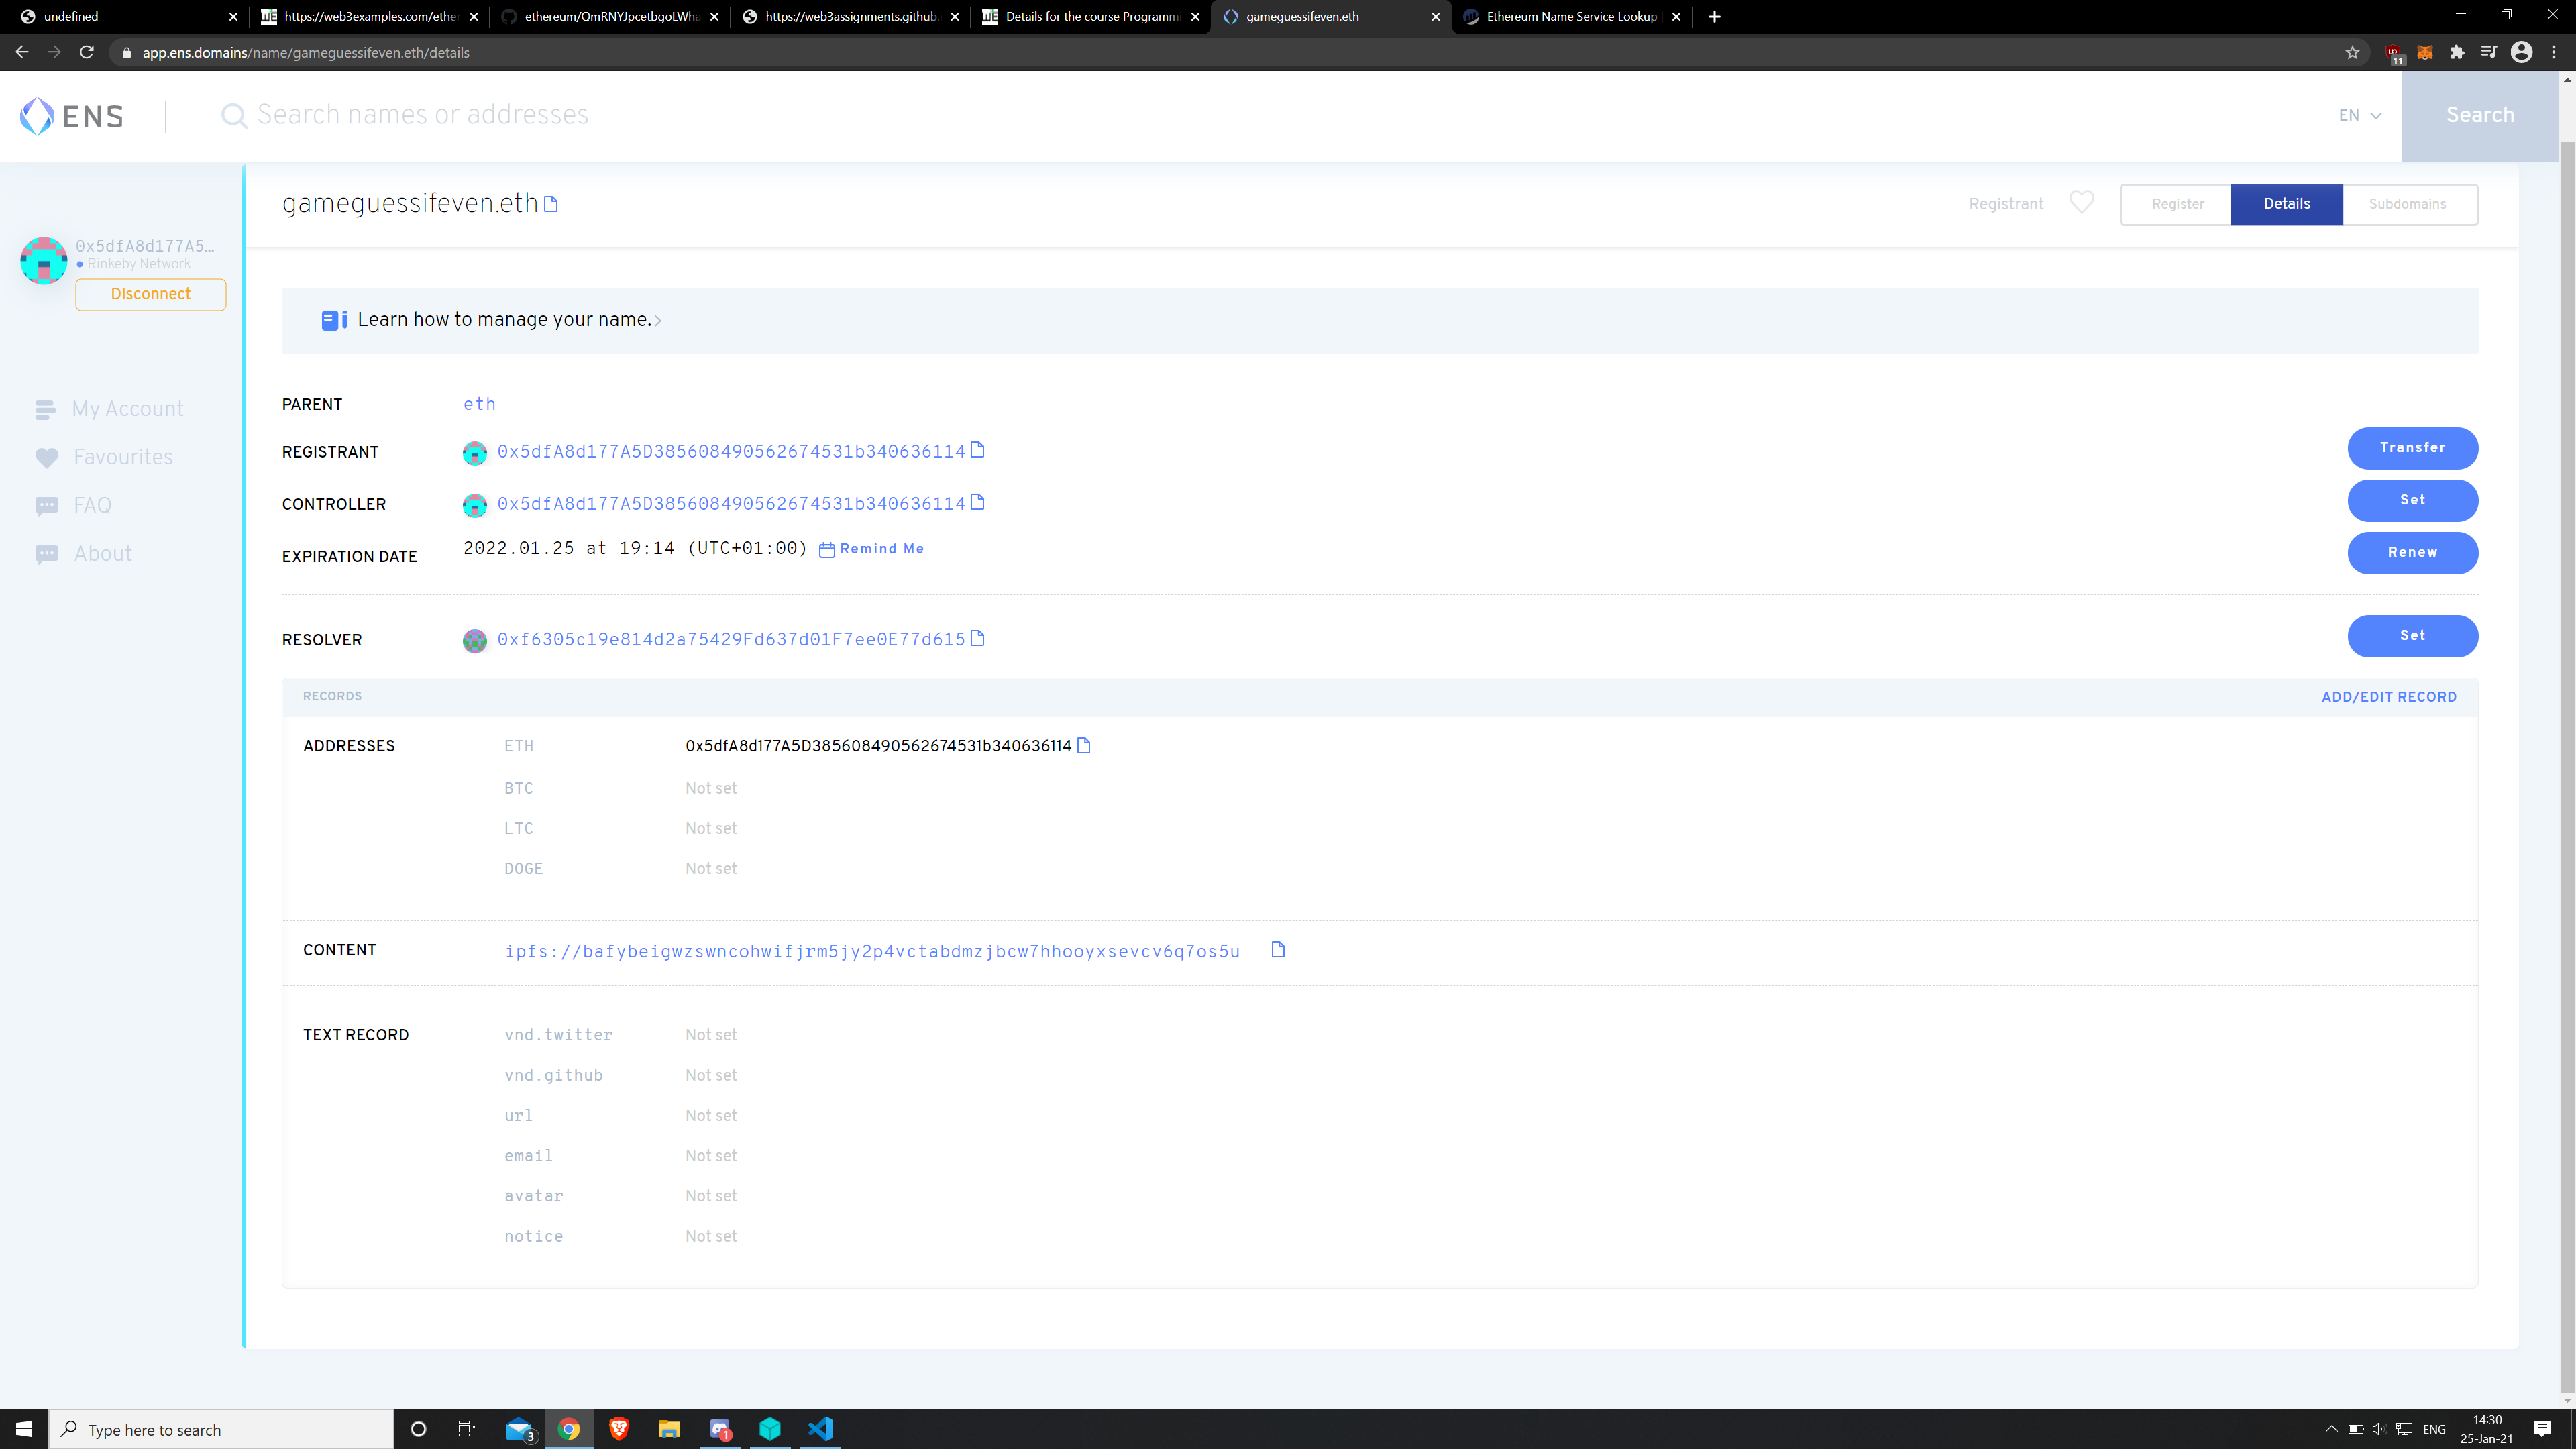 undefined
https://web3examples.com/ether
ethereum/QmRNYJpcetbgoLWha
https://web3assignments.github.
Details for the course Programmi
gameguessifeven.eth
Ethereum Name Service Lookup
app.ens.domains/name/gameguessifeven.eth/details
11
ENS
Search names or addresses
EN
Search
0x5dfA8d177A5...
Rinkeby Network
Disconnect
My Account
Favourites
FAQ
About
gameguessifeven.eth
Registrant
Register
Details
Subdomains
Learn how to manage your name.
PARENT eth
REGISTRANT 0x5dfA8d177A5D385608490562674531b340636114 Transfer
CONTROLLER 0x5dfA8d177A5D385608490562674531b340636114 Set
EXPIRATION DATE 2022.01.25 at 19:14 (UTC+01:00) Remind Me Renew
RESOLVER 0xf6305c19e814d2a75429Fd637d01F7ee0E77d615 Set
RECORDS ADD/EDIT RECORD
ADDRESSES ETH 0x5dfA8d177A5D385608490562674531b340636114
BTC Not set
LTC Not set
DOGE Not set
CONTENT ipfs://bafybeigwzswncohwifjrm5jy2p4vctabdmzjbcw7hhooyxsevcv6q7os5u
TEXT RECORD vnd.twitter Not set
vnd.github Not set
url Not set
email Not set
avatar Not set
notice Not set
Type here to search
3
1
ENG
14:30
25-Jan-21